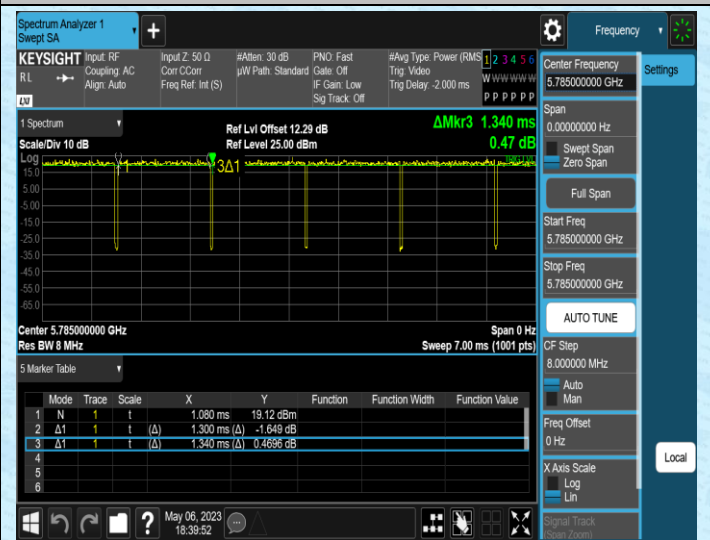 Spectrum Analyzer 1
Swept SA
+
Frequency
KEYSIGHT
RL
LXI
Input: RF
Coupling: AC
Align: Auto
Input Z: 50 Ω
Corr CCorr
Freq Ref: Int (S)
#Atten: 30 dB
µW Path: Standard
PNO: Fast
Gate: Off
IF Gain: Low
Sig Track: Off
#Avg Type: Power (RMS
Trig: Video
Trig Delay: -2.000 ms
1 2 3 4 5 6
W W W W W W
P P P P P P
1 Spectrum
Scale/Div 10 dB
Ref Lvl Offset 12.29 dB
Ref Level 25.00 dBm
ΔMkr3 1.340 ms
0.47 dB
Log
15.0
5.00
-5.00
-15.0
-25.0
-35.0
-45.0
-55.0
-65.0
1
3Δ1
Center 5.785000000 GHz
Res BW 8 MHz
Span 0 Hz
Sweep 7.00 ms (1001 pts)
5 Marker Table
Mode Trace Scale X Y Function Function Width Function Value
1 N 1 t 1.080 ms 19.12 dBm
2 Δ1 1 t (Δ) 1.300 ms (Δ) -1.649 dB
3 Δ1 1 t (Δ) 1.340 ms (Δ) 0.4696 dB
4
5
6
May 06, 2023
18:39:52
?
Center Frequency
5.785000000 GHz
Span
0.00000000 Hz
Swept Span
Zero Span
Full Span
Start Freq
5.785000000 GHz
Stop Freq
5.785000000 GHz
AUTO TUNE
CF Step
8.000000 MHz
Auto
Man
Freq Offset
0 Hz
X Axis Scale
Log
Lin
Signal Track
(Span Zoom)
Settings
Local